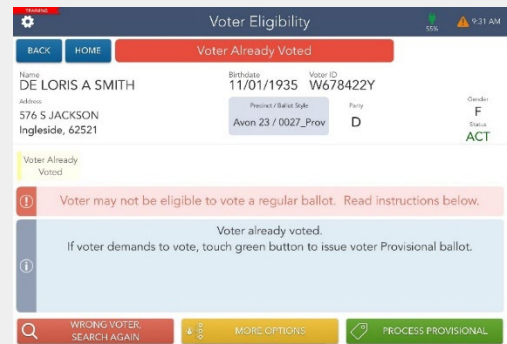 TRAINING
Voter Eligibility
55%
9:31 AM
BACK
HOME
Voter Already Voted
Name
DE LORIS A SMITH
Birthdate
11/01/1935
Voter ID
W678422Y
Address
576 S JACKSON
Ingleside, 62521
Precinct / Ballot Style
Avon 23 / 0027_Prov
Party
D
Gender
F
Status
ACT
Voter Already
Voted
Voter may not be eligible to vote a regular ballot. Read instructions below.
Voter already voted.
If voter demands to vote, touch green button to issue voter Provisional ballot.
WRONG VOTER,
SEARCH AGAIN
MORE OPTIONS
PROCESS PROVISIONAL